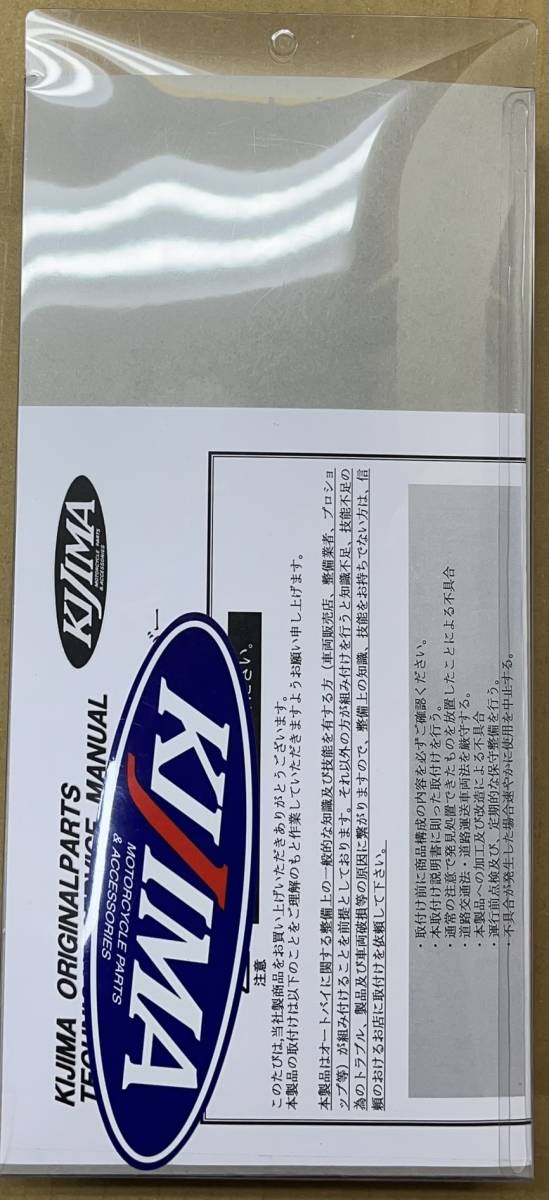 KIJIMA
MOTORCYCLE PARTS
& ACCESSORIES
KIJIMA ORIGINALPARTS
MANUAL
KIJIMA
MOTORCYCLE PARTS
& ACCESSORIES
い。
注意
このたびは,当社製商品をお買い上げいただきありがとうございます。
本製品の取付けは以下のことをご理解のもと作業していただきますようお願い申し上げます。
本製品はオートバイに関する整備上の一般的な知識及び技能を有する方（車両販売店、整備業者、プロショ
ップ等）が組み付けることを前提としております。それ以外の方が組み付けを行うと知識不足、技能不足の
為のトラブル、製品及び車両破損等の原因に繋がりますので、整備上の知識、技能をお持ちでない方は、信
頼のおけるお店に取付けを依頼して下さい。
・取付け前に商品構成の内容を必ずご確認ください。
・本取付け説明書に則った取付けを行う。
・通常の注意で発見処置できたものを放置したことによる不具合
・道路交通法・道路運送車両法を厳守する。
・本製品への加工及び改造による不具合
・運行前点検及び、定期的な保守整備を行う。
・不具合が発生した場合速やかに使用を中止する。